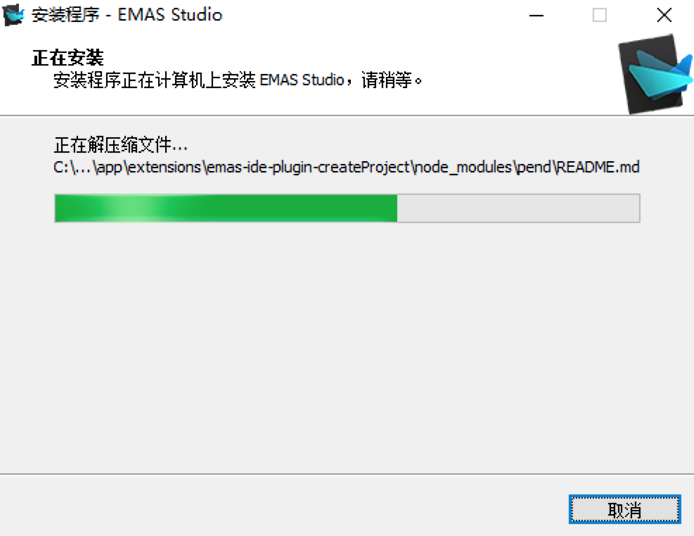 安装程序 - EMAS Studio
正在安装
安装程序正在计算机上安装 EMAS Studio，请稍等。
正在解压缩文件...
C:\...\app\extensions\emas-ide-plugin-createProject\node_modules\pend\README.md
取消